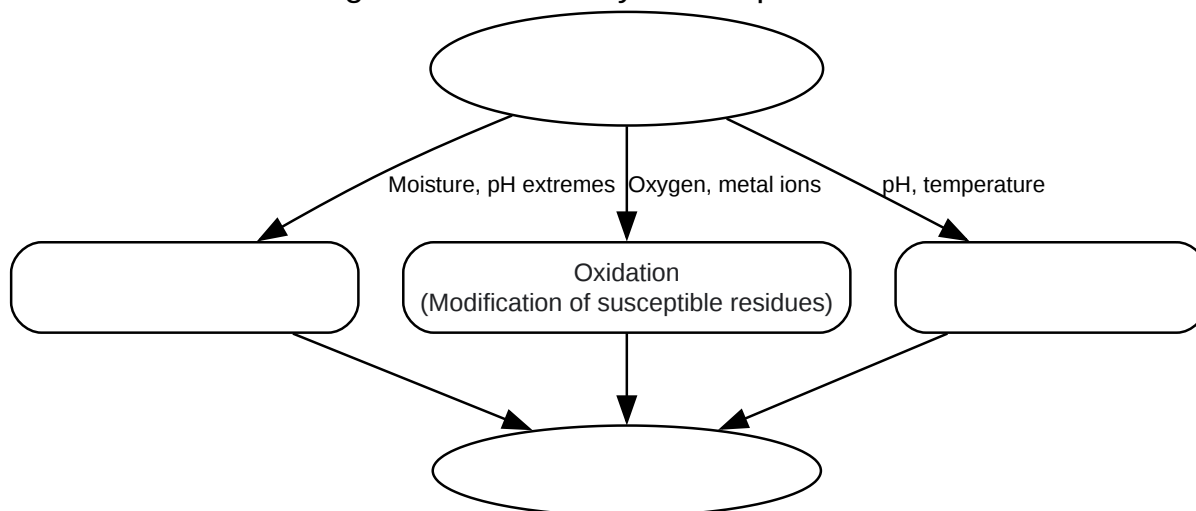 Moisture, pH extremes Oxygen, metal ions pH, temperature
Oxidation
(Modification of susceptible residues)